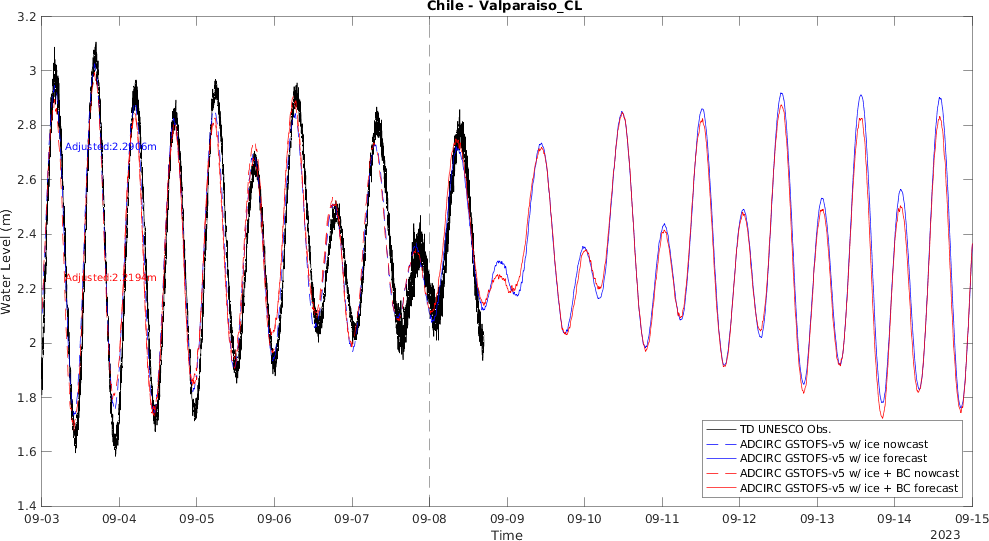 Chile - Valparaiso_CL
3.2
3
2.8
2.6
2.4
2.2
2
1.8
1.6
1.4
Water Level (m)
Adjusted:2.2906m
Adjusted:2.2194m
TD UNESCO Obs.
ADCIRC GSTOFS-v5 w/ ice nowcast
ADCIRC GSTOFS-v5 w/ ice forecast
ADCIRC GSTOFS-v5 w/ ice + BC nowcast
ADCIRC GSTOFS-v5 w/ ice + BC forecast
09-03 09-04 09-05 09-06 09-07 09-08 09-09 09-10 09-11 09-12 09-13 09-14 09-15
Time
2023